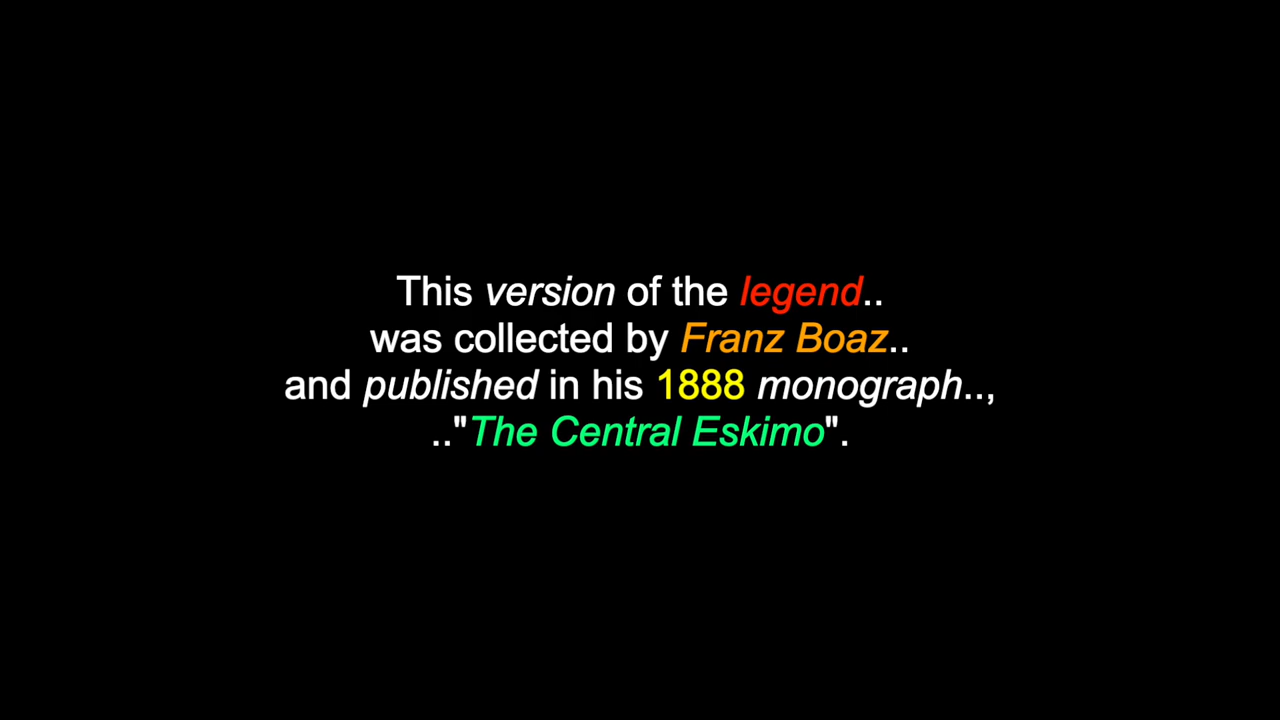 This version of the legend..
was collected by Franz Boaz..
and published in his 1888 monograph..,
.."The Central Eskimo".